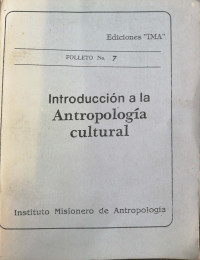 Ediciones "IMA"
FOLLETO No. 7
Introducción a la
Antropología
cultural
Instituto Misionero de Antropología